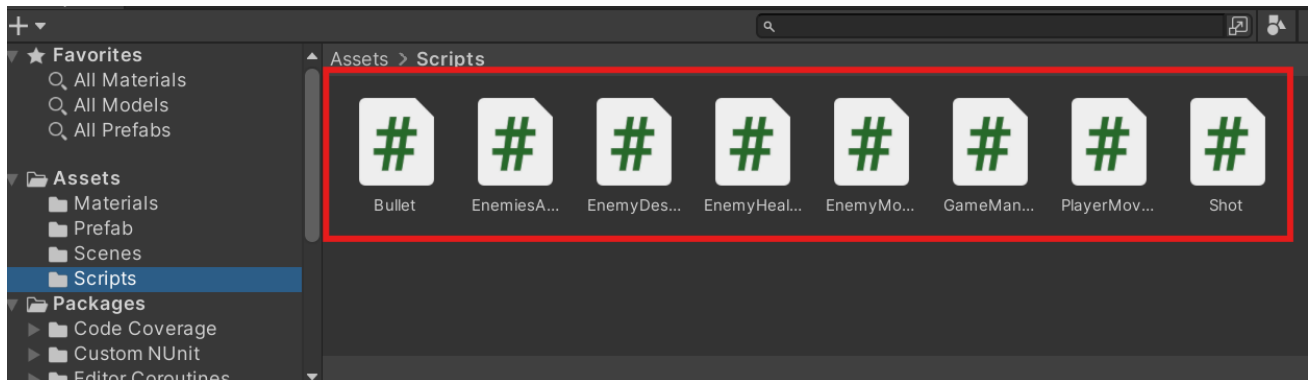 Favorites
All Materials
All Models
All Prefabs
Assets
Materials
Prefab
Scenes
Scripts
Packages
Code Coverage
Custom NUnit
Editor Coroutines
Assets > Scripts
Bullet
EnemiesA...
EnemyDes...
EnemyHeal...
EnemyMo...
GameMan...
PlayerMov...
Shot